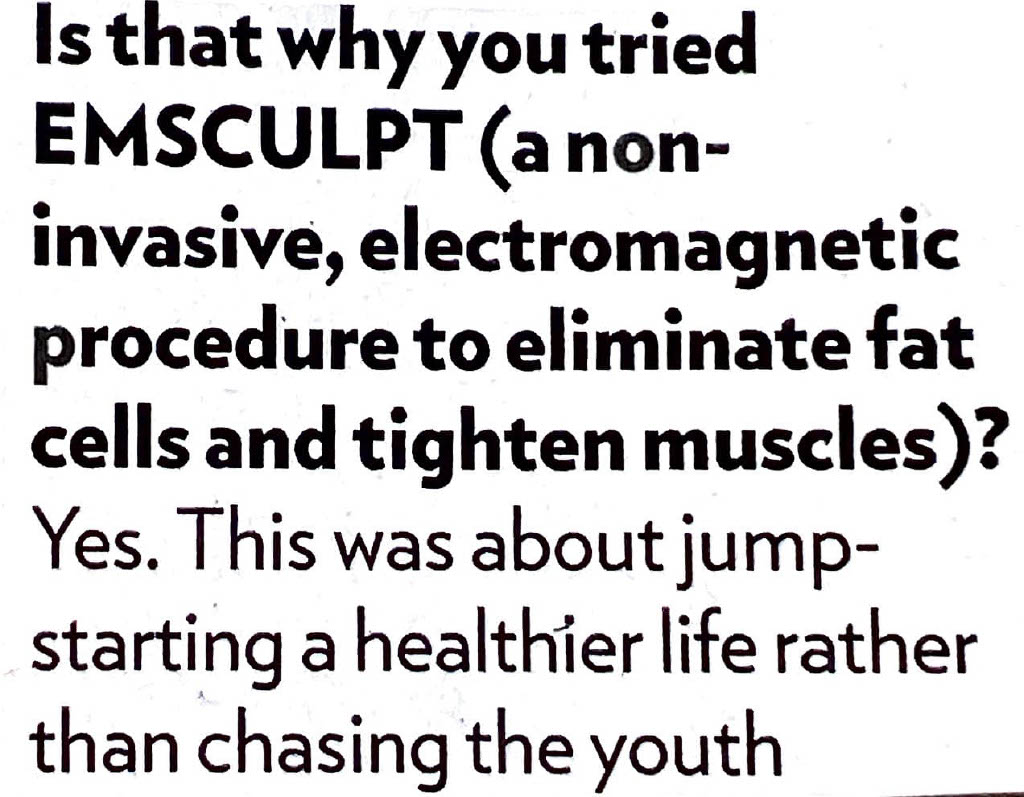 Is that why you tried
EMSCULPT (a non-
invasive, electromagnetic
procedure to eliminate fat
cells and tighten muscles)?
Yes. This was about jump-
starting a healthier life rather
than chasing the youth